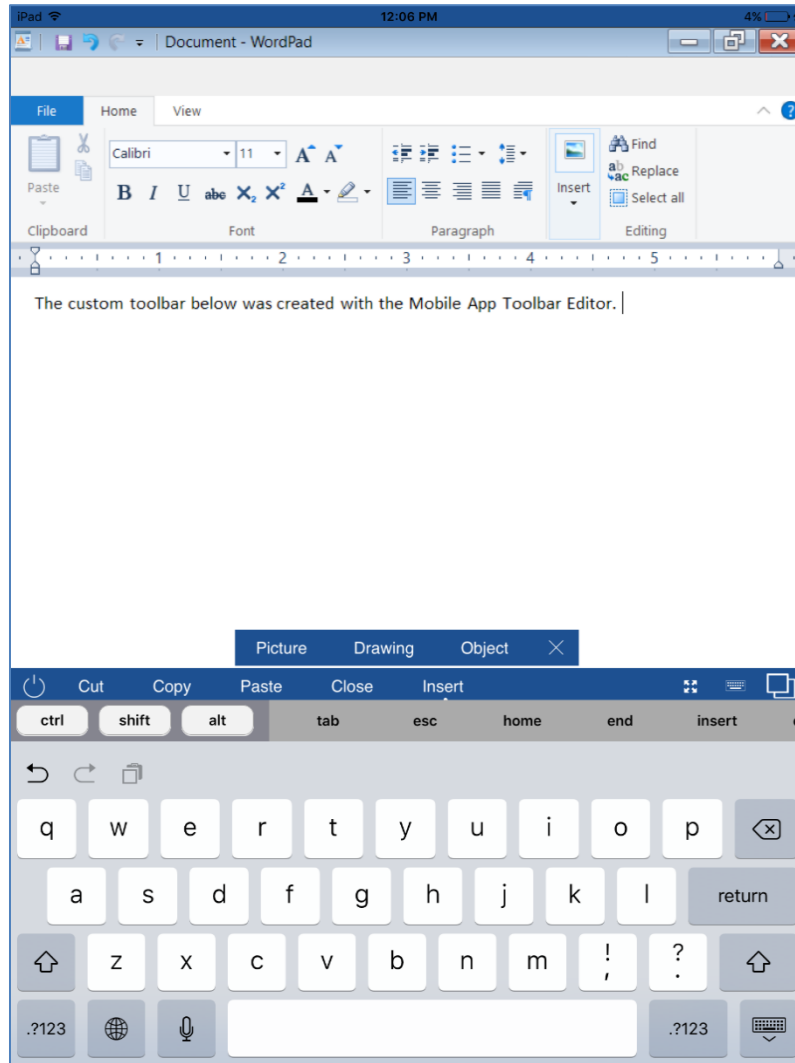 iPad 12:06 PM 4%
Document - WordPad
File Home View
Calibri 11 A A Find
Replace
Paste B I U abc X₂ X² A Insert Select all
Clipboard Font Paragraph Editing
1 2 3 4 5
The custom toolbar below was created with the Mobile App Toolbar Editor.
Picture Drawing Object
Cut Copy Paste Close Insert
ctrl shift alt tab esc home end insert
q w e r t y u i o p
a s d f g h j k l return
z x c v b n m ! , ? .
.?123 .?123